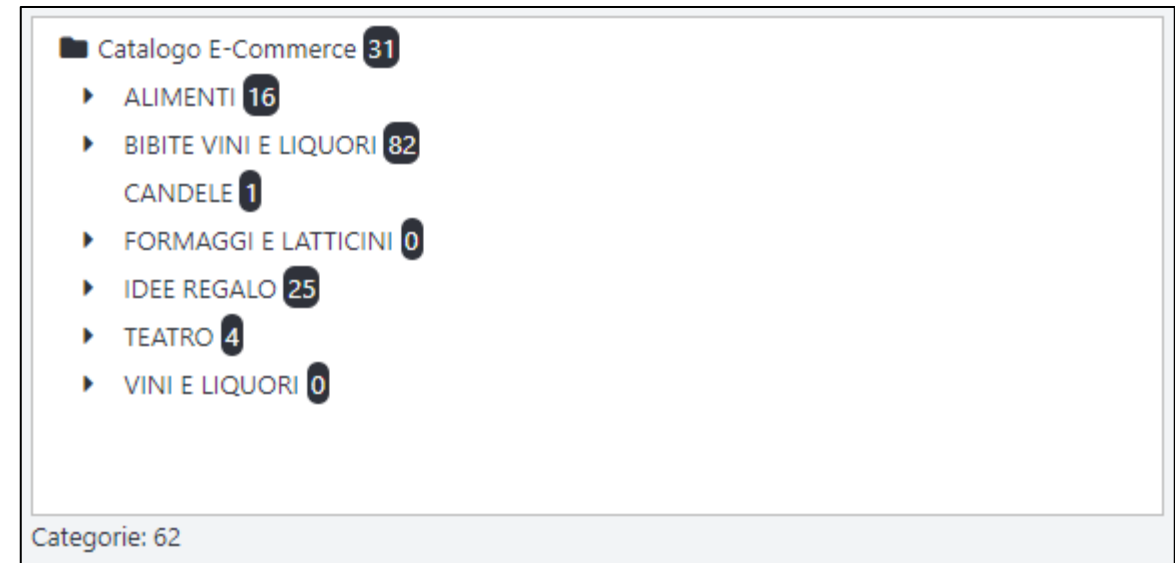 Catalogo E-Commerce 31
ALIMENTI 16
BIBITE VINI E LIQUORI 82
CANDELE 1
FORMAGGI E LATTICINI 0
IDEE REGALO 25
TEATRO 4
VINI E LIQUORI 0
Categorie: 62